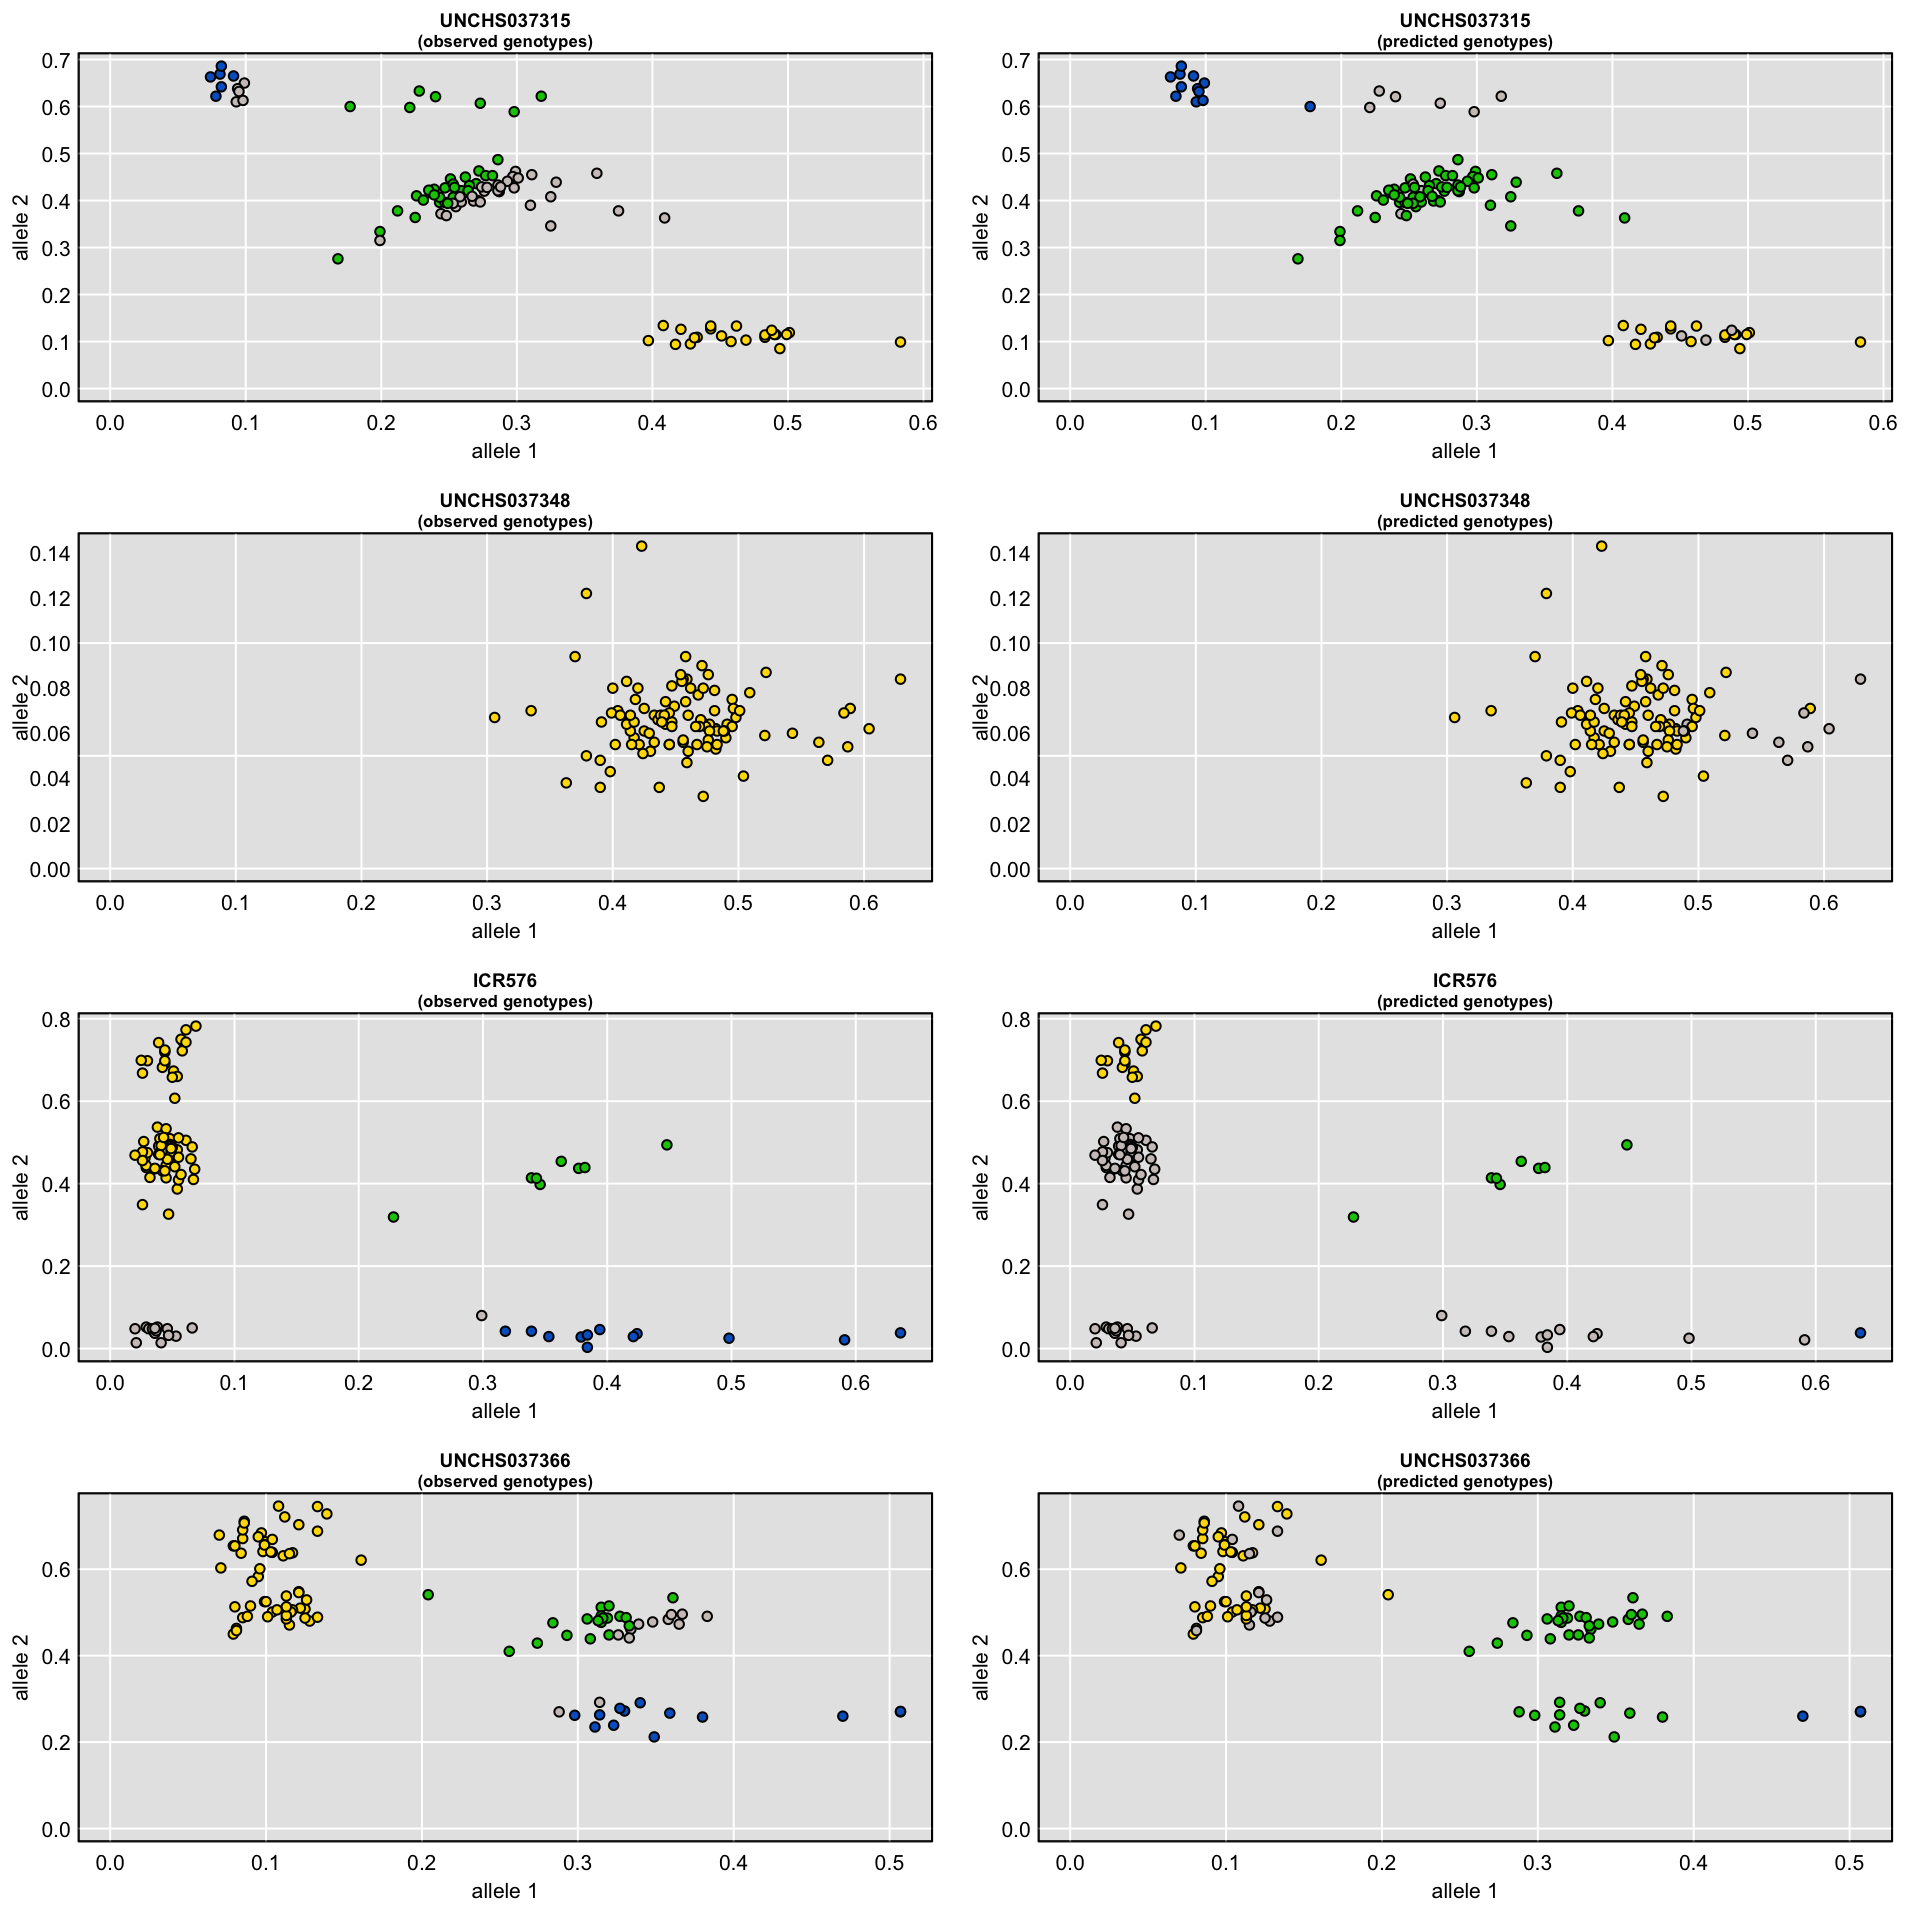 UNCHS037315
(observed genotypes)
allele 2
0.7
0.6
0.5
0.4
0.3
0.2
0.1
0.0
0.0 0.1 0.2 0.3 0.4 0.5 0.6
allele 1
UNCHS037315
(predicted genotypes)
allele 2
0.7
0.6
0.5
0.4
0.3
0.2
0.1
0.0
0.0 0.1 0.2 0.3 0.4 0.5 0.6
allele 1
UNCHS037348
(observed genotypes)
allele 2
0.14
0.12
0.10
0.08
0.06
0.04
0.02
0.00
0.0 0.1 0.2 0.3 0.4 0.5 0.6
allele 1
UNCHS037348
(predicted genotypes)
allele 2
0.14
0.12
0.10
0.08
0.06
0.04
0.02
0.00
0.0 0.1 0.2 0.3 0.4 0.5 0.6
allele 1
ICR576
(observed genotypes)
allele 2
0.8
0.6
0.4
0.2
0.0
0.0 0.1 0.2 0.3 0.4 0.5 0.6
allele 1
ICR576
(predicted genotypes)
allele 2
0.8
0.6
0.4
0.2
0.0
0.0 0.1 0.2 0.3 0.4 0.5 0.6
allele 1
UNCHS037366
(observed genotypes)
allele 2
0.6
0.4
0.2
0.0
0.0 0.1 0.2 0.3 0.4 0.5
allele 1
UNCHS037366
(predicted genotypes)
allele 2
0.6
0.4
0.2
0.0
0.0 0.1 0.2 0.3 0.4 0.5
allele 1